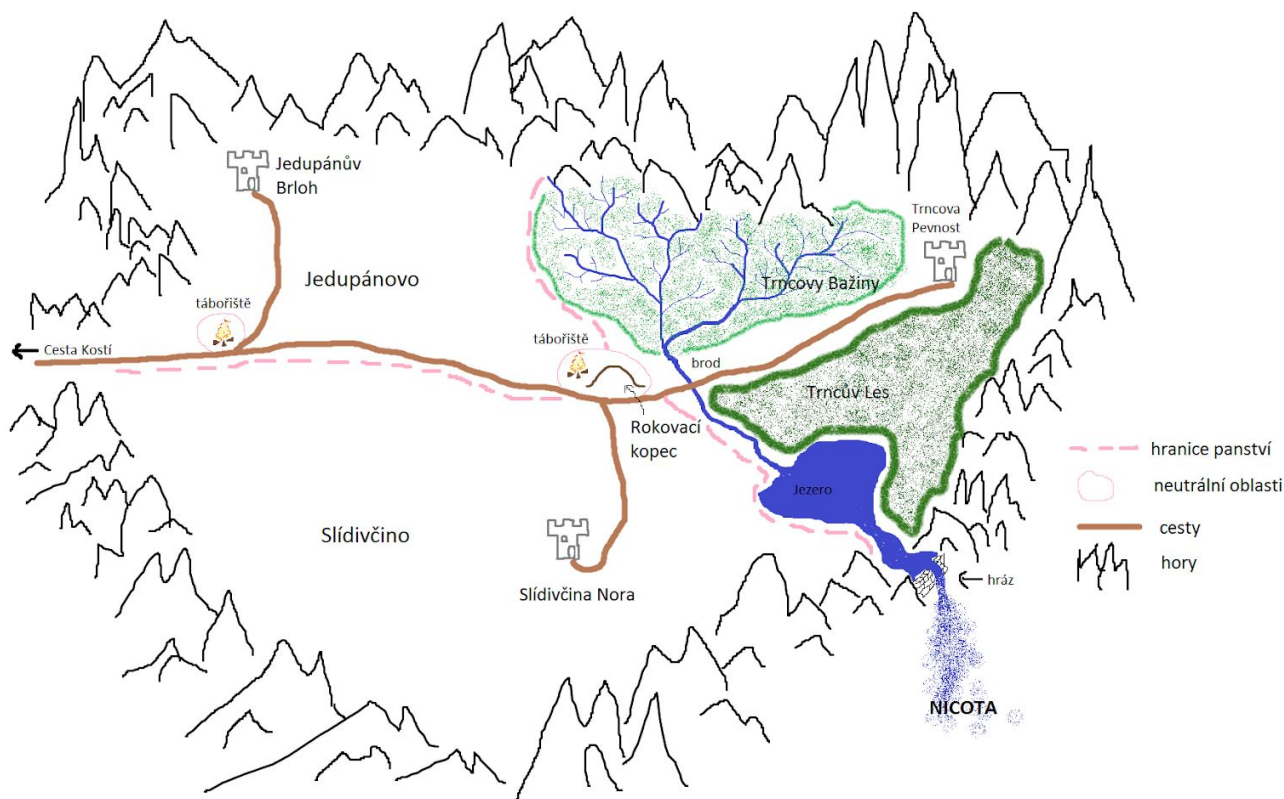 Jedupánův
Brloh
Trncova
Pevnost
Jedupánovo
Trncovy Bažiny
tábořiště
tábořiště
Cesta Kostí
brod
Trncův Les
Rokovací
kopec
hranice panství
neutrální oblasti
Jezero
Slídivčino
cesty
hory
hráz
Slídivčina Nora
NICOTA